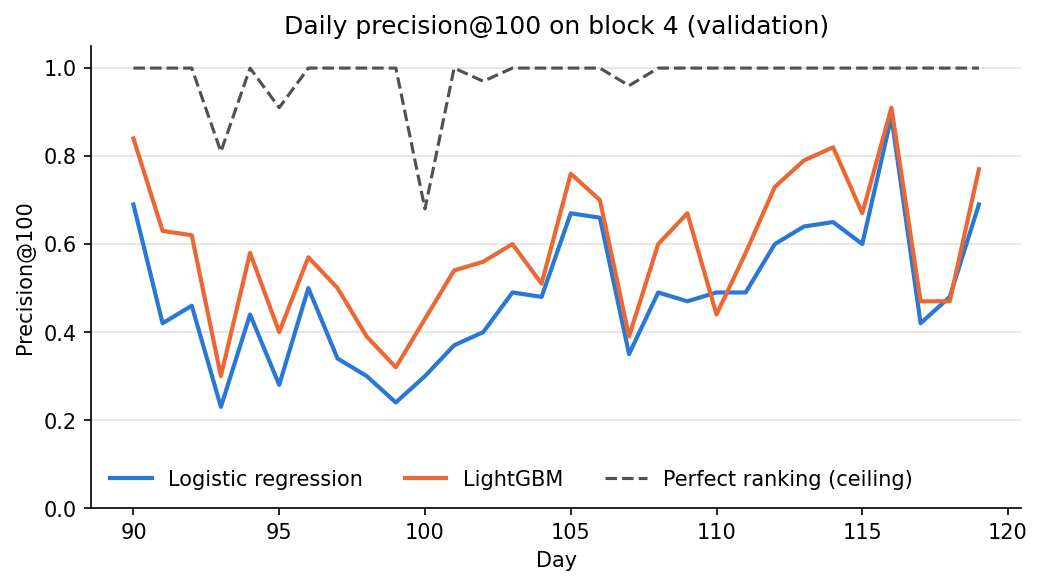 Daily precision@100 on block 4 (validation)
Precision@100
1.0
0.8
0.6
0.4
0.2
0.0
Logistic regression
LightGBM
Perfect ranking (ceiling)
90
95
100
105
110
115
120
Day